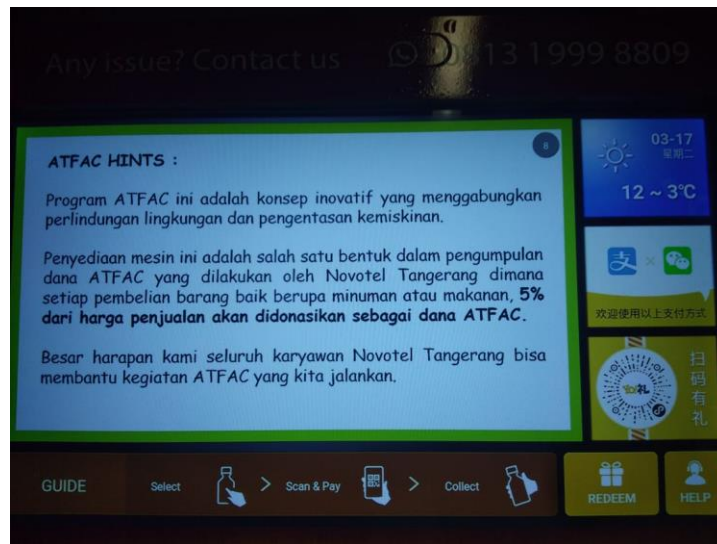 Any issue? Contact us 0813 1999 8809
ATFAC HINTS :
8
Program ATFAC ini adalah konsep inovatif yang menggabungkan
perlindungan lingkungan dan pengentasan kemiskinan.
Penyediaan mesin ini adalah salah satu bentuk dalam pengumpulan
dana ATFAC yang dilakukan oleh Novotel Tangerang dimana
setiap pembelian barang baik berupa minuman atau makanan, 5%
dari harga penjualan akan didonasikan sebagai dana ATFAC.
Besar harapan kami seluruh karyawan Novotel Tangerang bisa
membantu kegiatan ATFAC yang kita jalankan.
03-17
星期二
12 ~ 3℃
支 ×
欢迎使用以上支付方式
扫码有礼
GUIDE
Select > Scan & Pay > Collect
REDEEM
HELP